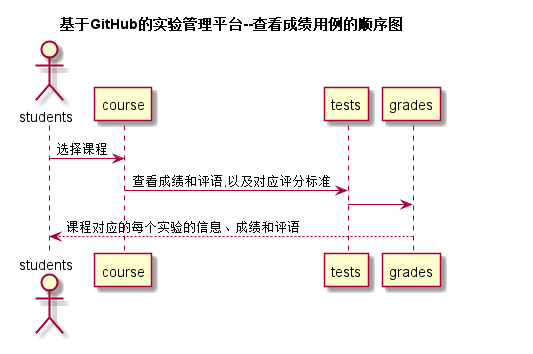 基于GitHub的实验管理平台--查看成绩用例的顺序图
students
course
tests
grades
选择课程
查看成绩和评语,以及对应评分标准
课程对应的每个实验的信息、成绩和评语
students
course
tests
grades